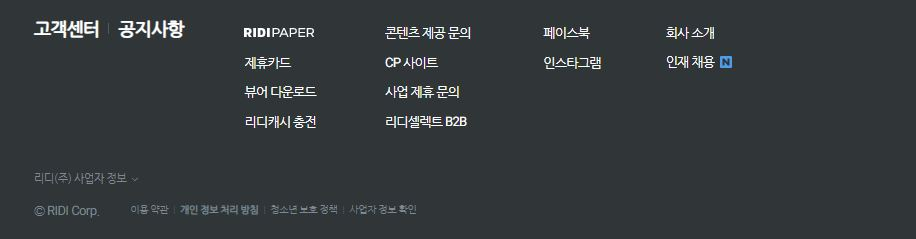 고객센터 | 공지사항
RIDIPAPER
제휴카드
뷰어 다운로드
리디캐시 충전
콘텐츠 제공 문의
CP 사이트
사업 제휴 문의
리디셀렉트 B2B
페이스북
인스타그램
회사 소개
인재 채용 N
리디(주) 사업자 정보
© RIDI Corp.
이용 약관 | 개인 정보 처리 방침 | 청소년 보호 정책 | 사업자 정보 확인